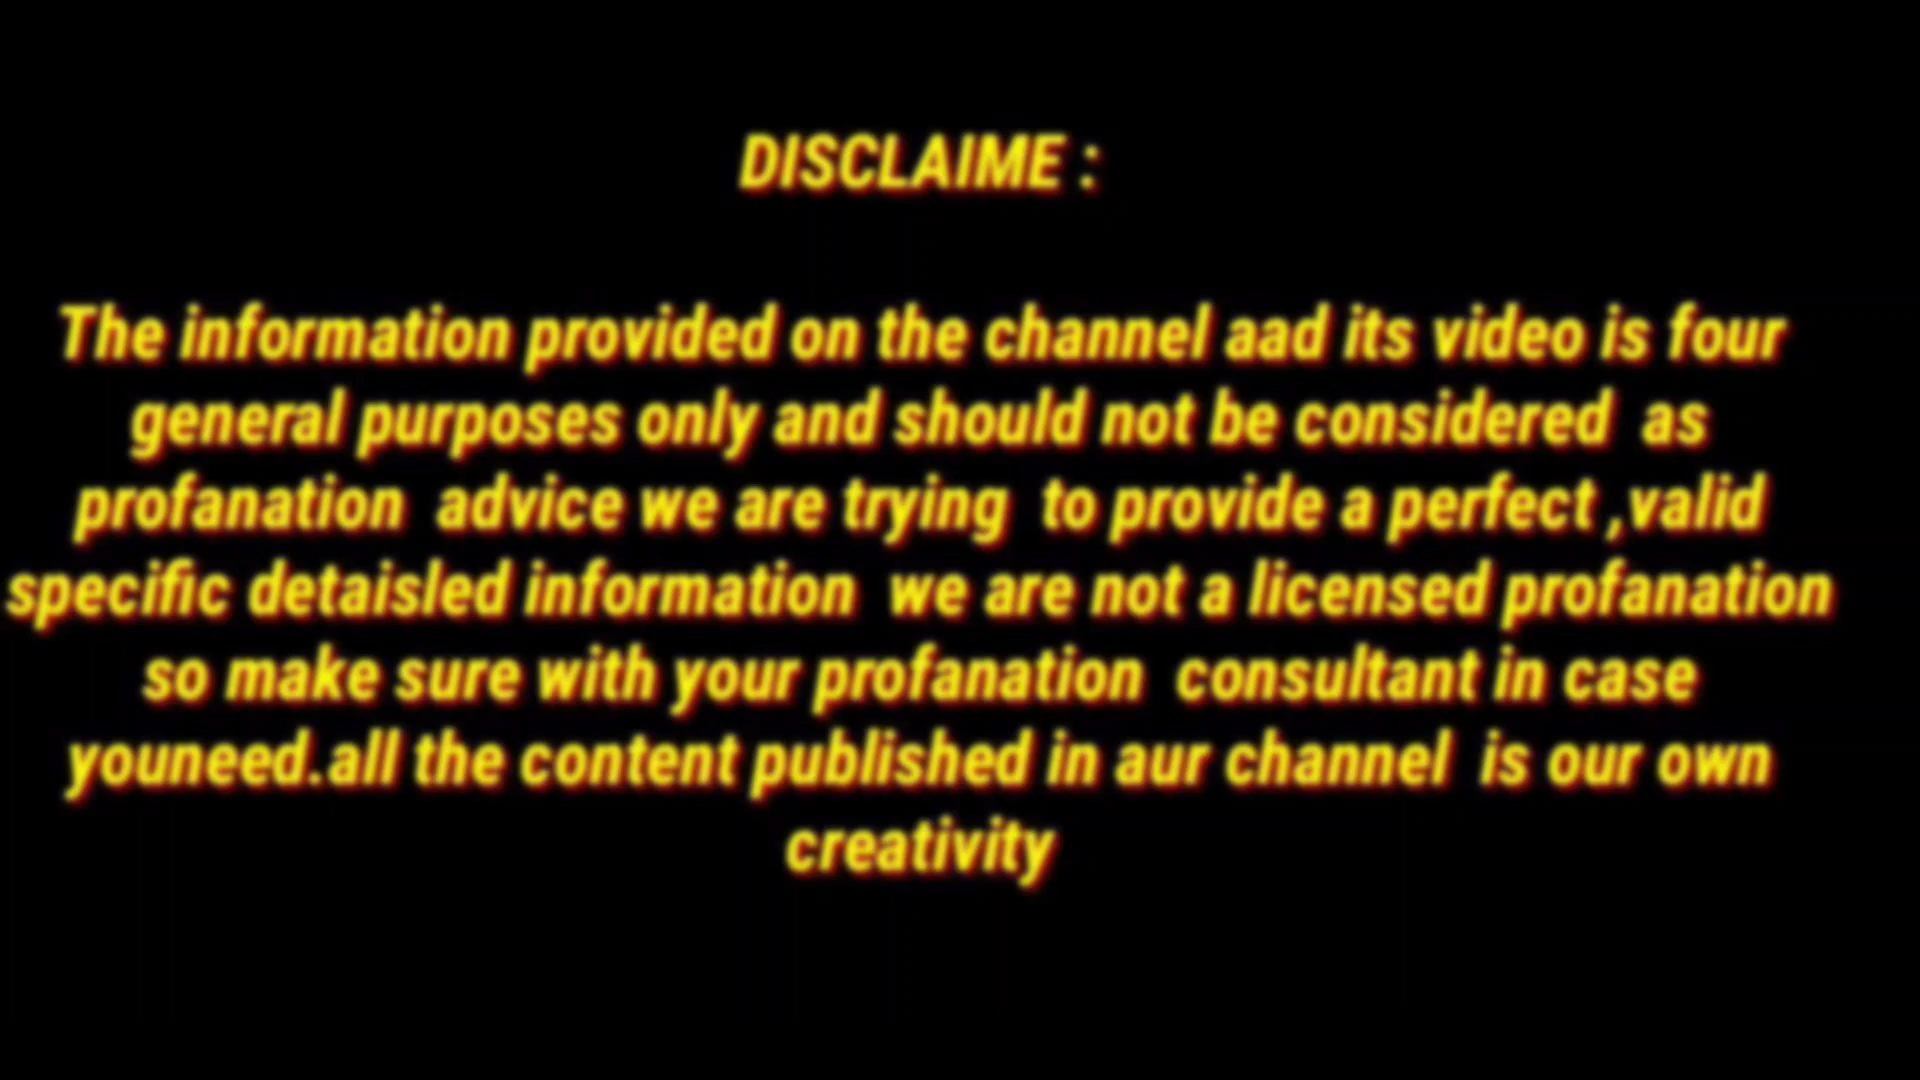 DISCLAIME :
The information provided on the channel aad its video is four
general purposes only and should not be considered as
profanation advice we are trying to provide a perfect ,valid
specific detaisled information we are not a licensed profanation
so make sure with your profanation consultant in case
youneed.all the content published in aur channel is our own
creativity